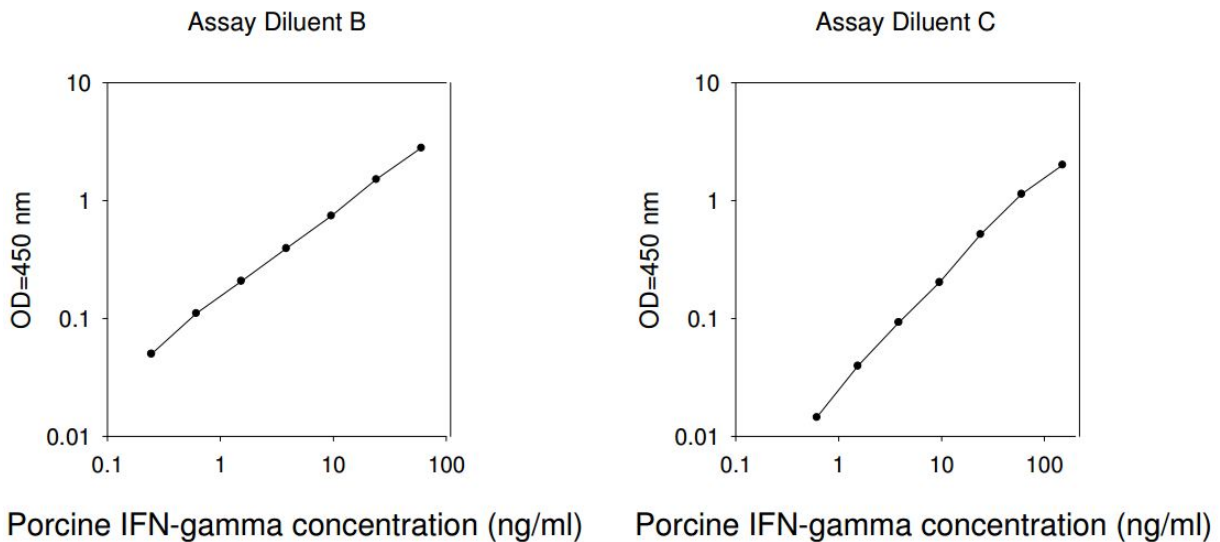 Assay Diluent B
10
1
0.1
0.01
OD=450 nm
0.1 1 10 100
Porcine IFN-gamma concentration (ng/ml)
Assay Diluent C
10
1
0.1
0.01
OD=450 nm
0.1 1 10 100
Porcine IFN-gamma concentration (ng/ml)